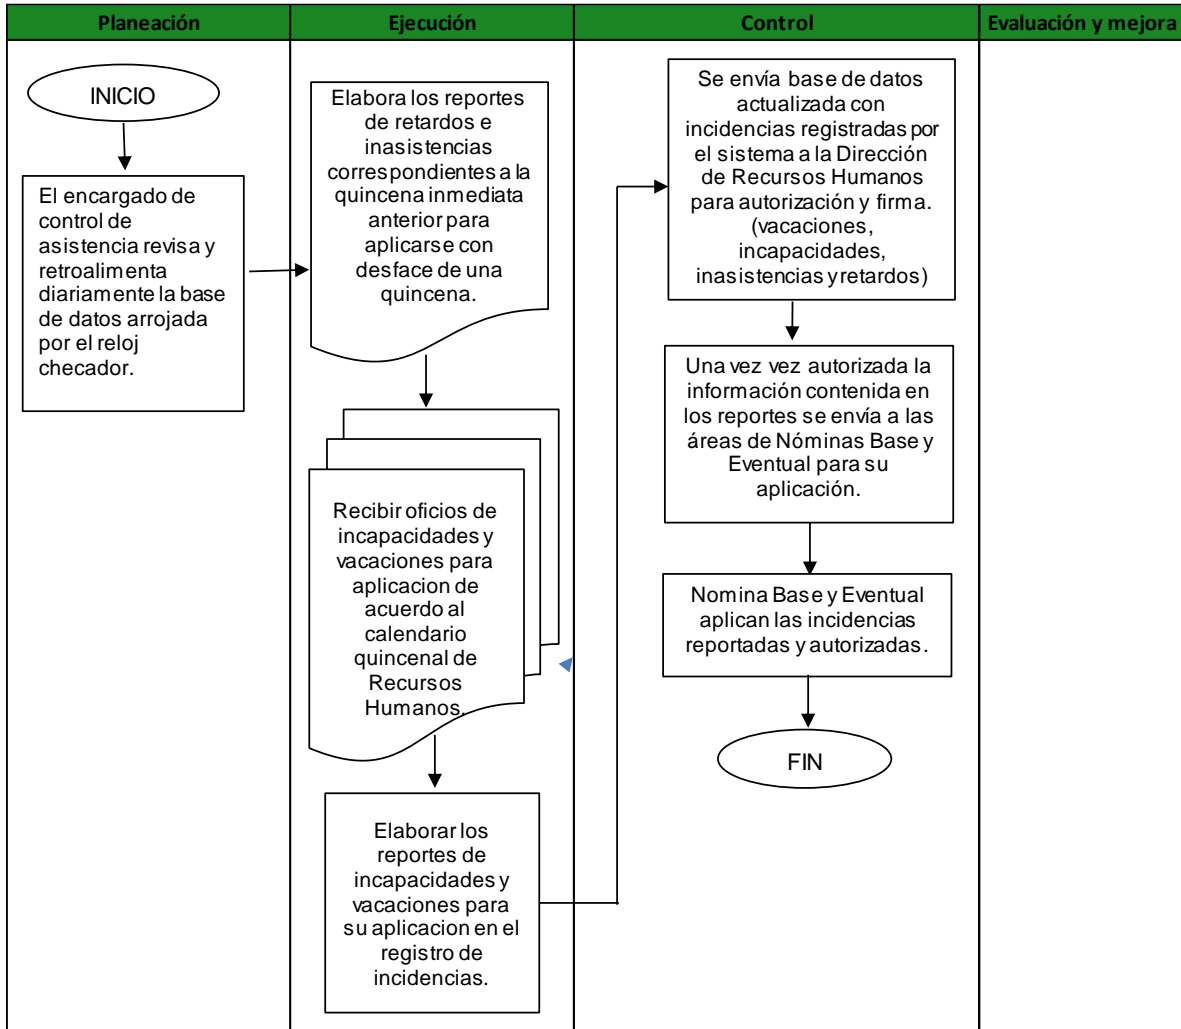 Planeación
Ejecución
Control
Evaluación y mejora
INICIO
El encargado de
control de
asistencia revisa y
retroalimenta
diariamente la base
de datos arrojada
por el reloj
checador.
Elabora los reportes
de retardos e
inasistencias
correspondientes a la
quincena inmediata
anterior para
aplicarse con
desface de una
quincena.
Recibir oficios de
incapacidades y
vacaciones para
aplicacion de
acuerdo al
calendario
quincenal de
Recursos
Humanos.
Elaborar los
reportes de
incapacidades y
vacaciones para
su aplicacion en el
registro de
incidencias.
Se envía base de datos
actualizada con
incidencias registradas por
el sistema a la Dirección
de Recursos Humanos
para autorización y firma.
(vacaciones,
incapacidades,
inasistencias y retardos)
Una vez vez autorizada la
información contenida en
los reportes se envía a las
áreas de Nóminas Base y
Eventual para su
aplicación.
Nomina Base y Eventual
aplican las incidencias
reportadas y autorizadas.
FIN